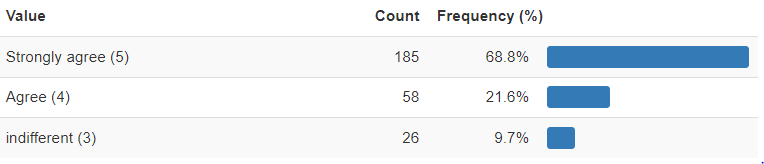 Value Count Frequency (%)
Strongly agree (5) 185 68.8%
Agree (4) 58 21.6%
indifferent (3) 26 9.7%